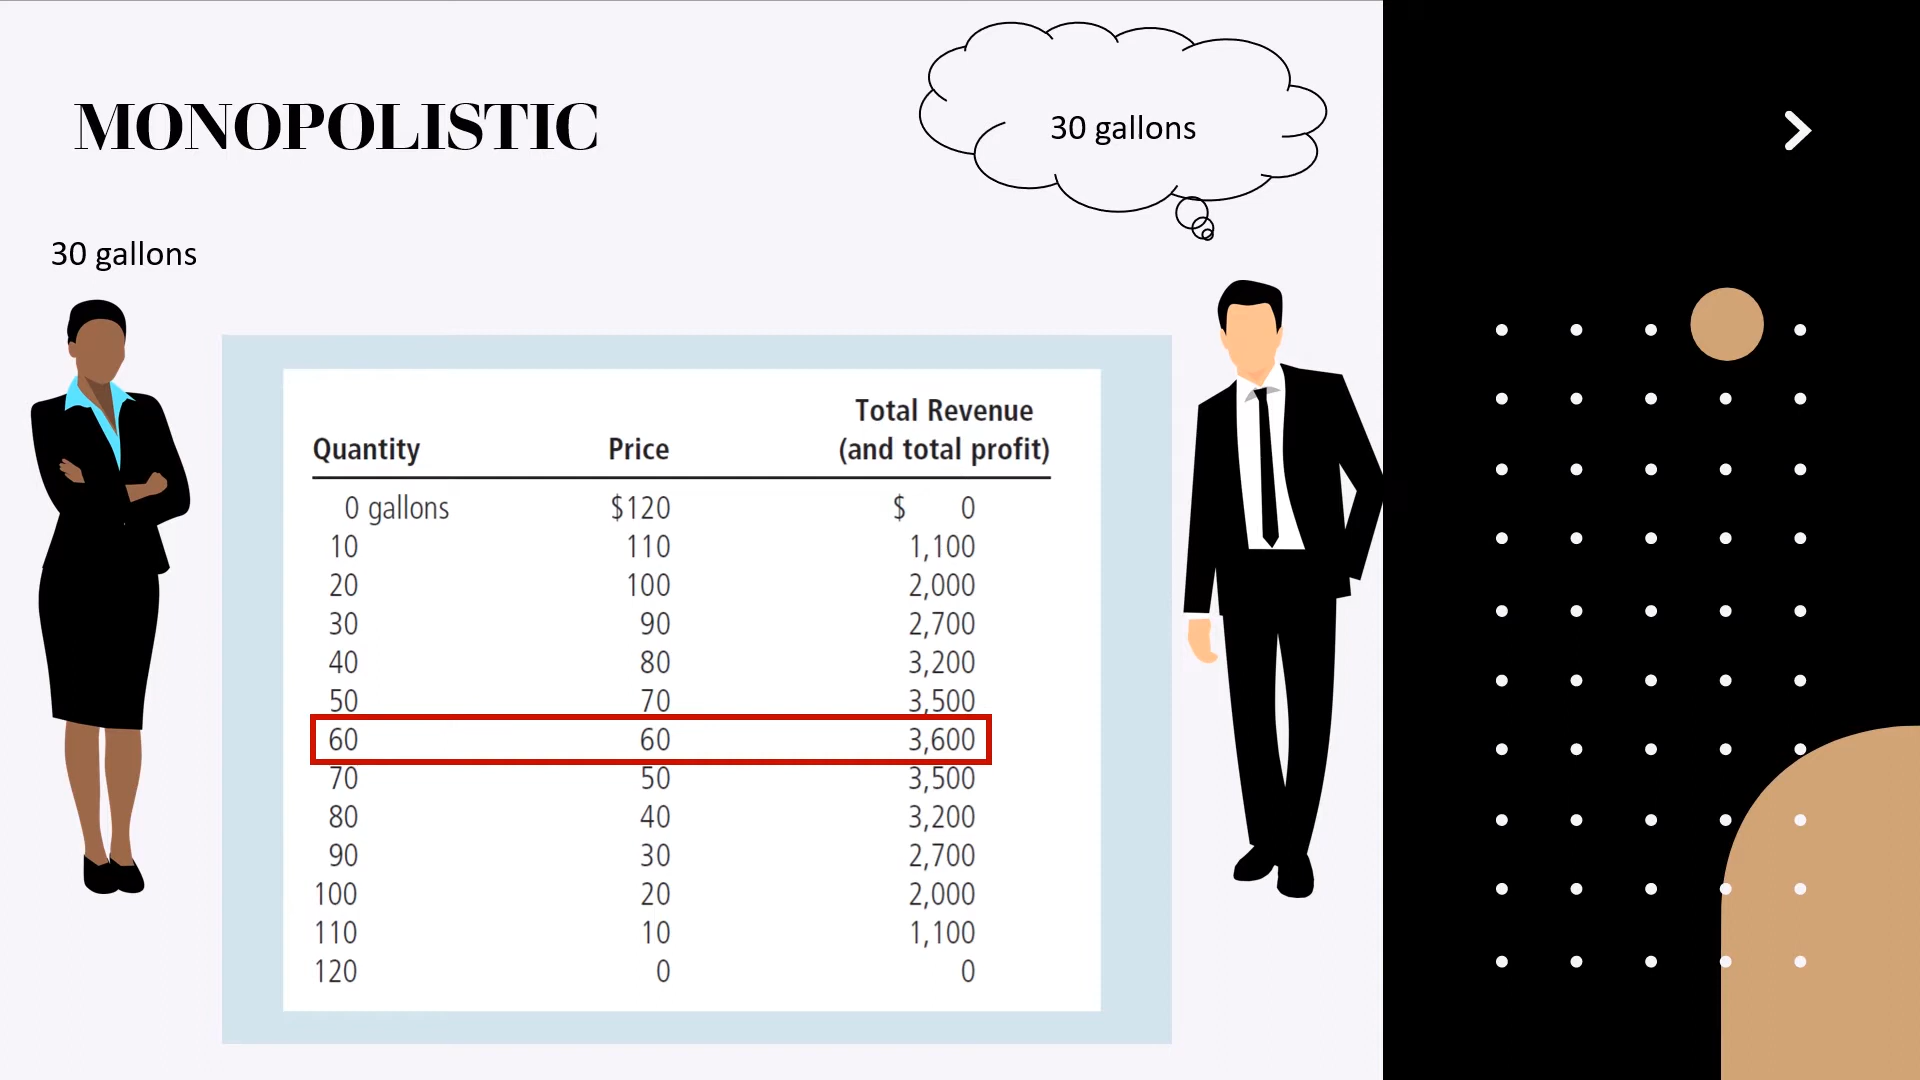 MONOPOLISTIC
30 gallons
30 gallons
Total Revenue
Quantity Price (and total profit)
0 gallons $120 $ 0
10 110 1,100
20 100 2,000
30 90 2,700
40 80 3,200
50 70 3,500
60 60 3,600
70 50 3,500
80 40 3,200
90 30 2,700
100 20 2,000
110 10 1,100
120 0 0